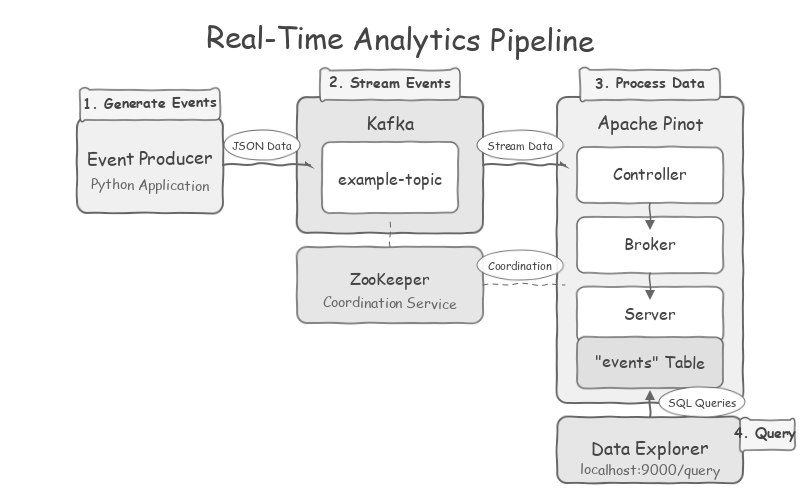 Real-Time Analytics Pipeline
1. Generate Events
2. Stream Events
3. Process Data
Event Producer
Python Application
JSON Data
Kafka
example-topic
Stream Data
Apache Pinot
Controller
Broker
Server
"events" Table
ZooKeeper
Coordination Service
Coordination
SQL Queries
4. Query
Data Explorer
localhost:9000/query